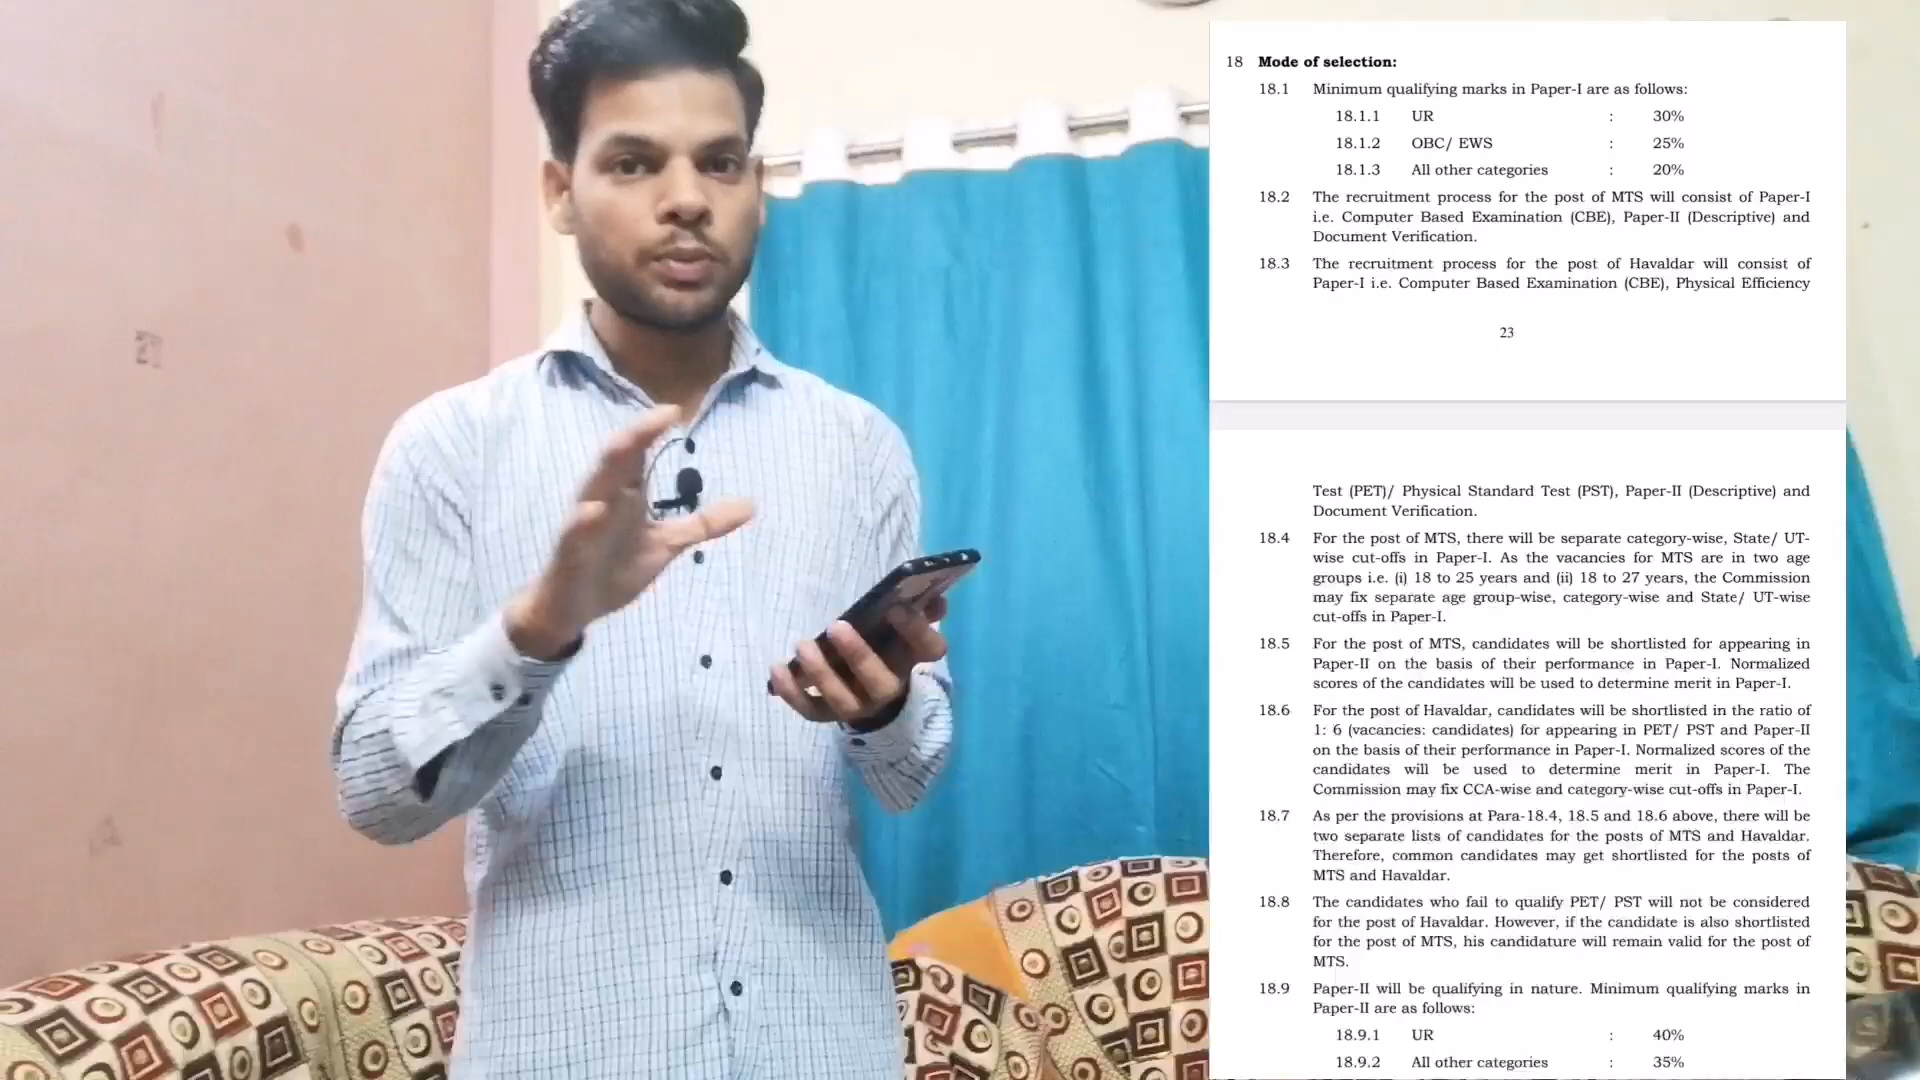 18 Mode of selection:
18.1 Minimum qualifying marks in Paper-I are as follows:
18.1.1 UR : 30%
18.1.2 OBC/ EWS : 25%
18.1.3 All other categories : 20%
18.2 The recruitment process for the post of MTS will consist of Paper-I
i.e. Computer Based Examination (CBE), Paper-II (Descriptive) and
Document Verification.
18.3 The recruitment process for the post of Havaldar will consist of
Paper-I i.e. Computer Based Examination (CBE), Physical Efficiency
23
Test (PET)/ Physical Standard Test (PST), Paper-II (Descriptive) and
Document Verification.
18.4 For the post of MTS, there will be separate category-wise, State/ UT-
wise cut-offs in Paper-I. As the vacancies for MTS are in two age
groups i.e. (i) 18 to 25 years and (ii) 18 to 27 years, the Commission
may fix separate age group-wise, category-wise and State/ UT-wise
cut-offs in Paper-I.
18.5 For the post of MTS, candidates will be shortlisted for appearing in
Paper-II on the basis of their performance in Paper-I. Normalized
scores of the candidates will be used to determine merit in Paper-I.
18.6 For the post of Havaldar, candidates will be shortlisted in the ratio of
1: 6 (vacancies: candidates) for appearing in PET/ PST and Paper-II
on the basis of their performance in Paper-I. Normalized scores of the
candidates will be used to determine merit in Paper-I. The
Commission may fix CCA-wise and category-wise cut-offs in Paper-I.
18.7 As per the provisions at Para-18.4, 18.5 and 18.6 above, there will be
two separate lists of candidates for the posts of MTS and Havaldar.
Therefore, common candidates may get shortlisted for the posts of
MTS and Havaldar.
18.8 The candidates who fail to qualify PET/ PST will not be considered
for the post of Havaldar. However, if the candidate is also shortlisted
for the post of MTS, his candidature will remain valid for the post of
MTS.
18.9 Paper-II will be qualifying in nature. Minimum qualifying marks in
Paper-II are as follows:
18.9.1 UR : 40%
18.9.2 All other categories : 35%